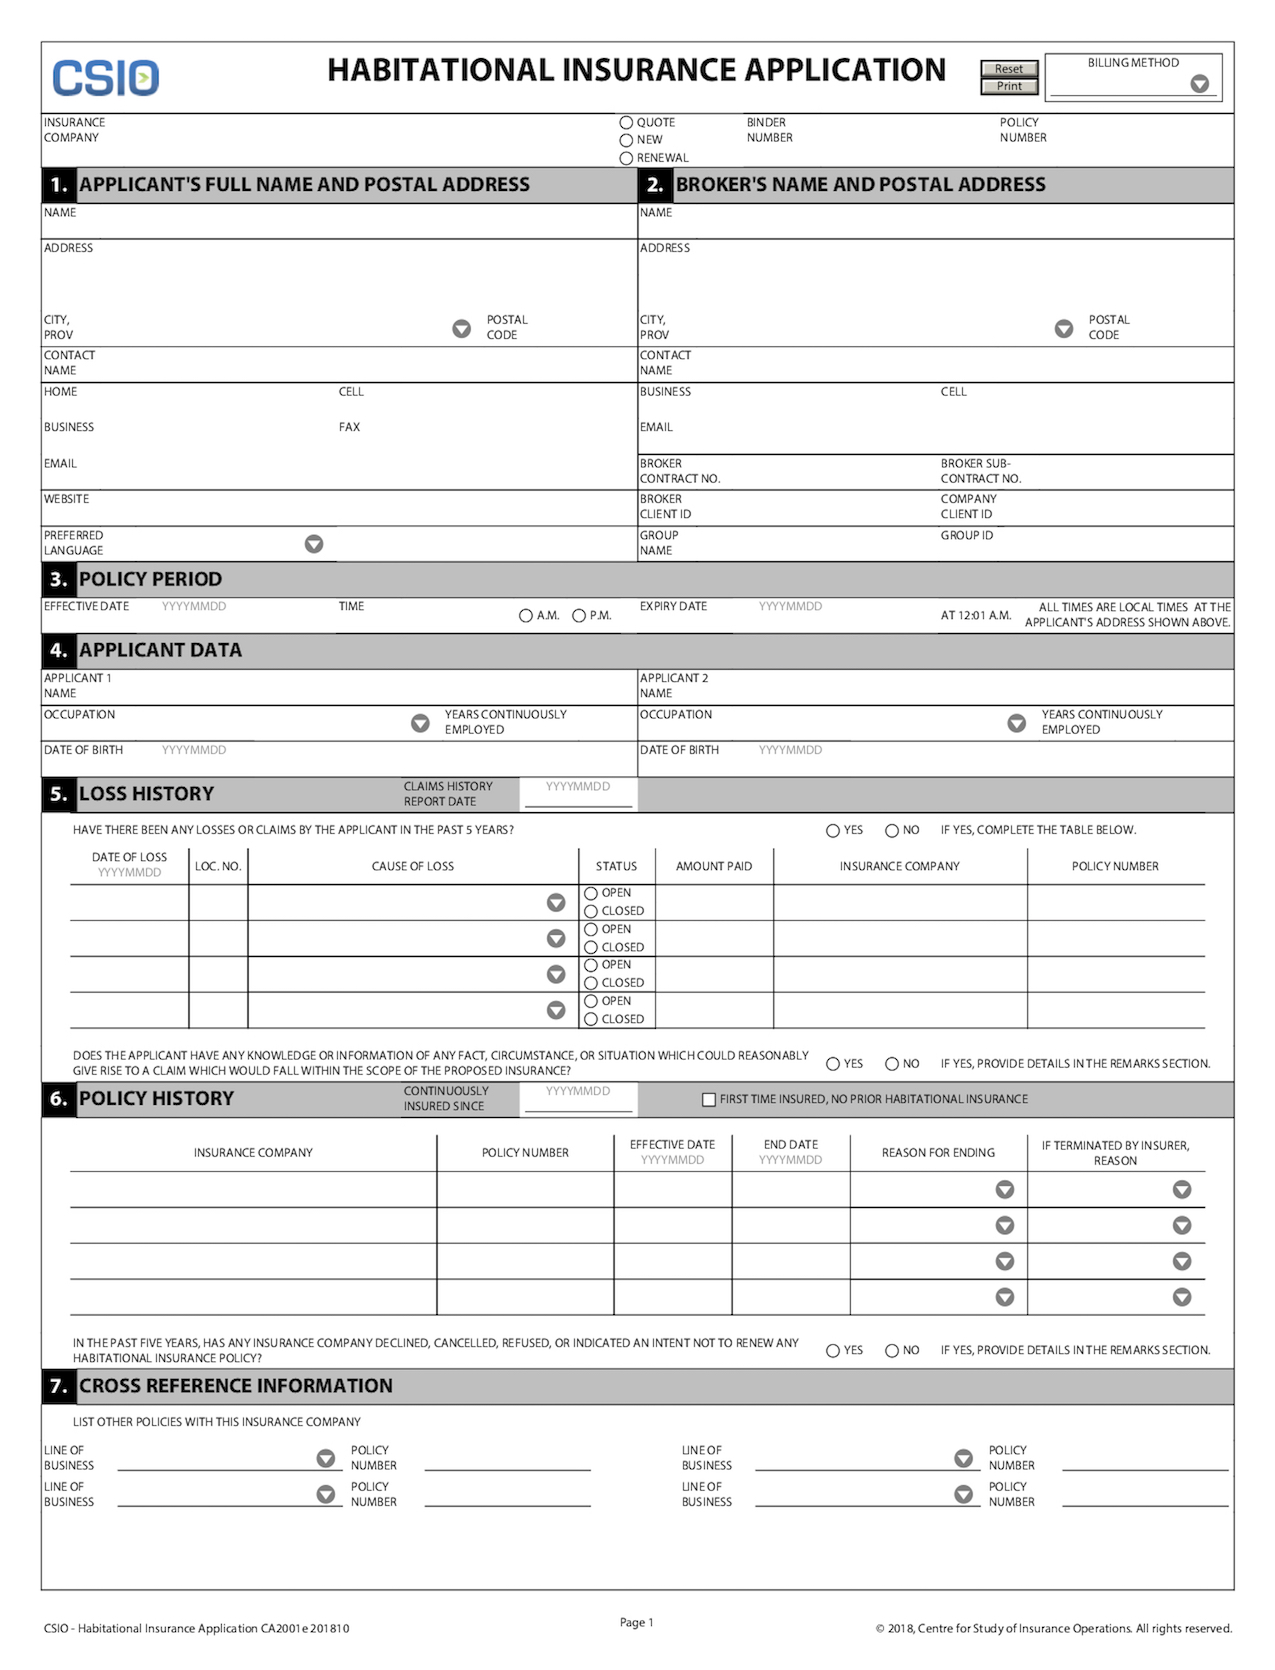 CSIO
HABITATIONAL INSURANCE APPLICATION
Reset
Print
BILLING METHOD
INSURANCE
COMPANY
QUOTE
NEW
RENEWAL
BINDER
NUMBER
POLICY
NUMBER
1. APPLICANT'S FULL NAME AND POSTAL ADDRESS
NAME
ADDRESS
CITY,
PROV
POSTAL
CODE
CONTACT
NAME
HOME CELL
BUSINESS FAX
EMAIL
WEBSITE
PREFERRED
LANGUAGE
2. BROKER'S NAME AND POSTAL ADDRESS
NAME
ADDRESS
CITY,
PROV
POSTAL
CODE
CONTACT
NAME
BUSINESS CELL
EMAIL
BROKER
CONTRACT NO.
BROKER SUB-
CONTRACT NO.
BROKER
CLIENT ID
COMPANY
CLIENT ID
GROUP
NAME
GROUP ID
3. POLICY PERIOD
EFFECTIVE DATE YYYYMMDD TIME A.M. P.M. EXPIRY DATE YYYYMMDD AT 12:01 A.M.
ALL TIMES ARE LOCAL TIMES AT THE
APPLICANT'S ADDRESS SHOWN ABOVE.
4. APPLICANT DATA
APPLICANT 1
NAME
OCCUPATION
YEARS CONTINUOUSLY
EMPLOYED
DATE OF BIRTH YYYYMMDD
APPLICANT 2
NAME
OCCUPATION
YEARS CONTINUOUSLY
EMPLOYED
DATE OF BIRTH YYYYMMDD
5. LOSS HISTORY
CLAIMS HISTORY
REPORT DATE
YYYYMMDD
HAVE THERE BEEN ANY LOSSES OR CLAIMS BY THE APPLICANT IN THE PAST 5 YEARS? YES NO IF YES, COMPLETE THE TABLE BELOW.
DATE OF LOSS
YYYYMMDD
LOC. NO. CAUSE OF LOSS STATUS AMOUNT PAID INSURANCE COMPANY POLICY NUMBER
OPEN
CLOSED
OPEN
CLOSED
OPEN
CLOSED
OPEN
CLOSED
DOES THE APPLICANT HAVE ANY KNOWLEDGE OR INFORMATION OF ANY FACT, CIRCUMSTANCE, OR SITUATION WHICH COULD REASONABLY
GIVE RISE TO A CLAIM WHICH WOULD FALL WITHIN THE SCOPE OF THE PROPOSED INSURANCE?
YES NO IF YES, PROVIDE DETAILS IN THE REMARKS SECTION.
6. POLICY HISTORY
CONTINUOUSLY
INSURED SINCE
YYYYMMDD
FIRST TIME INSURED, NO PRIOR HABITATIONAL INSURANCE
INSURANCE COMPANY POLICY NUMBER
EFFECTIVE DATE
YYYYMMDD
END DATE
YYYYMMDD
REASON FOR ENDING
IF TERMINATED BY INSURER,
REASON
IN THE PAST FIVE YEARS, HAS ANY INSURANCE COMPANY DECLINED, CANCELLED, REFUSED, OR INDICATED AN INTENT NOT TO RENEW ANY
HABITATIONAL INSURANCE POLICY?
YES NO IF YES, PROVIDE DETAILS IN THE REMARKS SECTION.
7. CROSS REFERENCE INFORMATION
LIST OTHER POLICIES WITH THIS INSURANCE COMPANY
LINE OF
BUSINESS
POLICY
NUMBER
LINE OF
BUSINESS
POLICY
NUMBER
LINE OF
BUSINESS
POLICY
NUMBER
LINE OF
BUSINESS
POLICY
NUMBER
CSIO - Habitational Insurance Application CA2001e 201810
Page 1
© 2018, Centre for Study of Insurance Operations. All rights reserved.